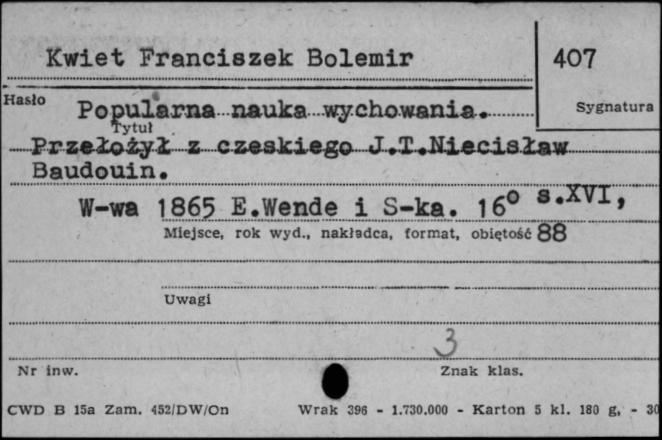 Kwiet Franciszek Bolemir
407
Hasło
Sygnatura
Popularna nauka wychowania.
Tytuł
Przełożył z czeskiego J.T.Niecisław
Baudouin.
W-wa 1865 E.Wende i S-ka. 16° s.XVI,
Miejsce, rok wyd., nakładca, format, obiętość 88
Uwagi
3
Nr inw.
Znak klas.
CWD B 15a Zam. 452/DW/On Wrak 396 - 1.730.000 - Karton 5 kl. 180 g, - 30